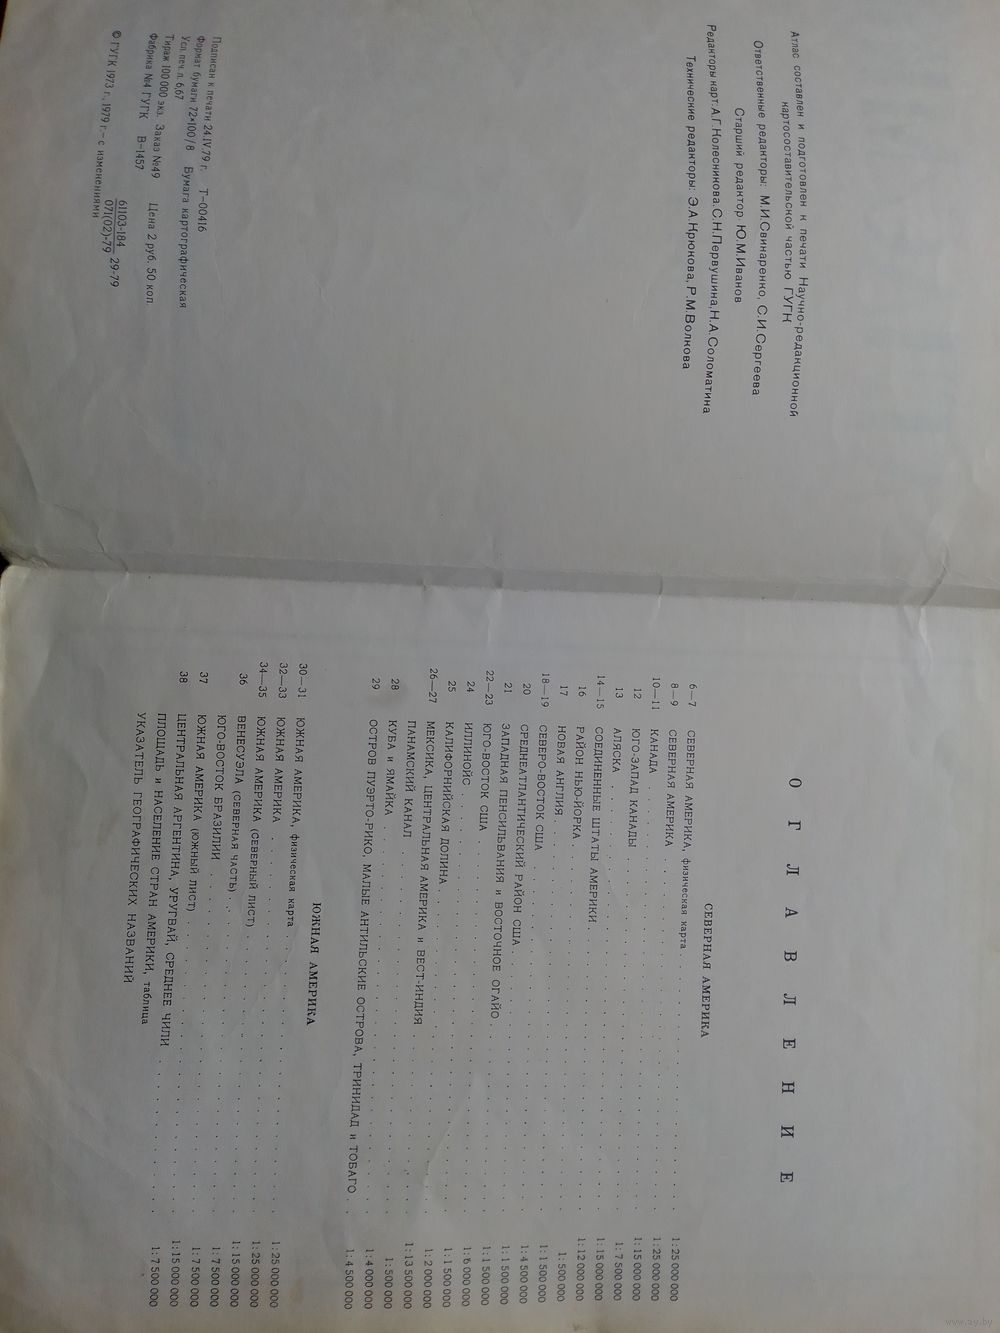 Атлас составлен и подготовлен к печати Научно-редакционной
картосоставительской частью ГУГК
Ответственные редакторы: М.И.Свинаренко, С.И.Сергеева
Старший редактор Ю.М.Иванов
Редакторы карт: А.Г.Колесникова, С.Н.Первушина, Н.А.Соломатина
Технические редакторы: Э.А.Крюкова, Р.М.Волкова
Подписан к печати 24.IV.79 г. Т-00416
Формат бумаги 72×100/8 Бумага картографическая
Усл. печ. л. 6,67
Тираж 100 000 экз. Заказ №49 Цена 2 руб. 50 коп.
Фабрика №4 ГУГК В-1457
61103-184
071(02)-79 29-79
© ГУГК 1973 г., 1979 г.– с изменениями
ОГЛАВЛЕНИЕ
СЕВЕРНАЯ АМЕРИКА
6—7 СЕВЕРНАЯ АМЕРИКА, физическая карта 1:25 000 000
8—9 СЕВЕРНАЯ АМЕРИКА 1:25 000 000
10—11 КАНАДА 1:15 000 000
12 ЮГО-ЗАПАД КАНАДЫ 1:7 500 000
13 АЛЯСКА 1:15 000 000
14—15 СОЕДИНЕННЫЕ ШТАТЫ АМЕРИКИ 1:12 000 000
16 РАЙОН НЬЮ-ЙОРКА 1:500 000
17 НОВАЯ АНГЛИЯ 1:1 500 000
18—19 СЕВЕРО-ВОСТОК США 1:4 500 000
20 СРЕДНЕАТЛАНТИЧЕСКИЙ РАЙОН США 1:1 500 000
21 ЗАПАДНАЯ ПЕНСИЛЬВАНИЯ и ВОСТОЧНОЕ ОГАЙО 1:1 500 000
22—23 ЮГО-ВОСТОК США 1:6 000 000
24 ИЛЛИНОЙС 1:1 500 000
25 КАЛИФОРНИЙСКАЯ ДОЛИНА 1:2 000 000
26—27 МЕКСИКА, ЦЕНТРАЛЬНАЯ АМЕРИКА и ВЕСТ-ИНДИЯ 1:13 500 000
ПАНАМСКИЙ КАНАЛ 1:500 000
28 КУБА и ЯМАЙКА 1:4 000 000
29 ОСТРОВ ПУЭРТО-РИКО, МАЛЫЕ АНТИЛЬСКИЕ ОСТРОВА, ТРИНИДАД и ТОБАГО 1:4 500 000
ЮЖНАЯ АМЕРИКА
30—31 ЮЖНАЯ АМЕРИКА, физическая карта 1:25 000 000
32—33 ЮЖНАЯ АМЕРИКА 1:25 000 000
34—35 ЮЖНАЯ АМЕРИКА (северный лист) 1:15 000 000
36 ВЕНЕСУЭЛА (северная часть) 1:7 500 000
ЮГО-ВОСТОК БРАЗИЛИИ 1:7 500 000
37 ЮЖНАЯ АМЕРИКА (южный лист) 1:15 000 000
38 ЦЕНТРАЛЬНАЯ АРГЕНТИНА, УРУГВАЙ, СРЕДНЕЕ ЧИЛИ 1:7 500 000
ПЛОЩАДЬ и НАСЕЛЕНИЕ СТРАН АМЕРИКИ, таблица
УКАЗАТЕЛЬ ГЕОГРАФИЧЕСКИХ НАЗВАНИЙ
www.ay.by